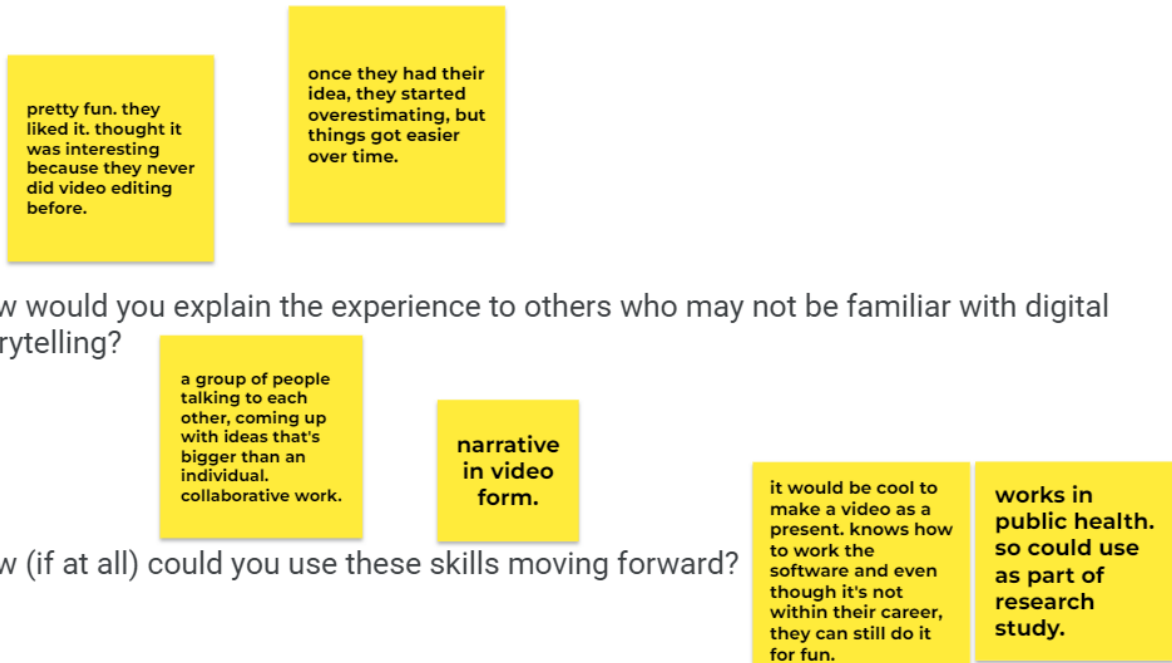 pretty fun. they
liked it. thought it
was interesting
because they never
did video editing
before.
once they had their
idea, they started
overestimating, but
things got easier
over time.
w would you explain the experience to others who may not be familiar with digital
rytelling?
a group of people
talking to each
other, coming up
with ideas that's
bigger than an
individual.
collaborative work.
narrative
in video
form.
w (if at all) could you use these skills moving forward?
it would be cool to
make a video as a
present. knows how
to work the
software and even
though it's not
within their career,
they can still do it
for fun.
works in
public health.
so could use
as part of
research
study.